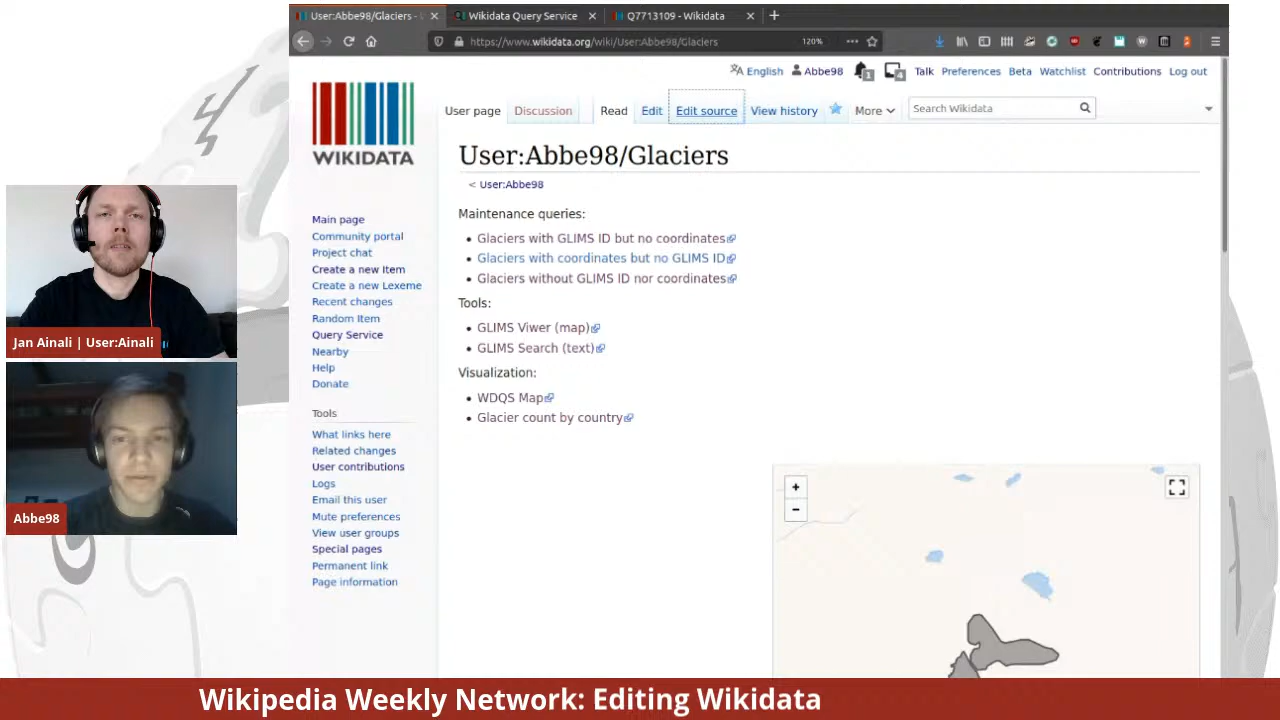 User:Abbe98/Glaciers -
Wikidata Query Service
Q7713109 - Wikidata
https://www.wikidata.org/wiki/User:Abbe98/Glaciers
120%
English
Abbe98
1
4
Talk
Preferences
Beta
Watchlist
Contributions
Log out
User page
Discussion
Read
Edit
Edit source
View history
More
Search Wikidata
WIKIDATA
User:Abbe98/Glaciers
< User:Abbe98
Main page
Community portal
Project chat
Create a new Item
Create a new Lexeme
Recent changes
Random Item
Query Service
Nearby
Help
Donate
Tools
What links here
Related changes
User contributions
Logs
Email this user
Mute preferences
View user groups
Special pages
Permanent link
Page information
Maintenance queries:
Glaciers with GLIMS ID but no coordinates
Glaciers with coordinates but no GLIMS ID
Glaciers without GLIMS ID nor coordinates
Tools:
GLIMS Viwer (map)
GLIMS Search (text)
Visualization:
WDQS Map
Glacier count by country
+
−
Jan Ainali | User:Ainali
Abbe98
Wikipedia Weekly Network: Editing Wikidata